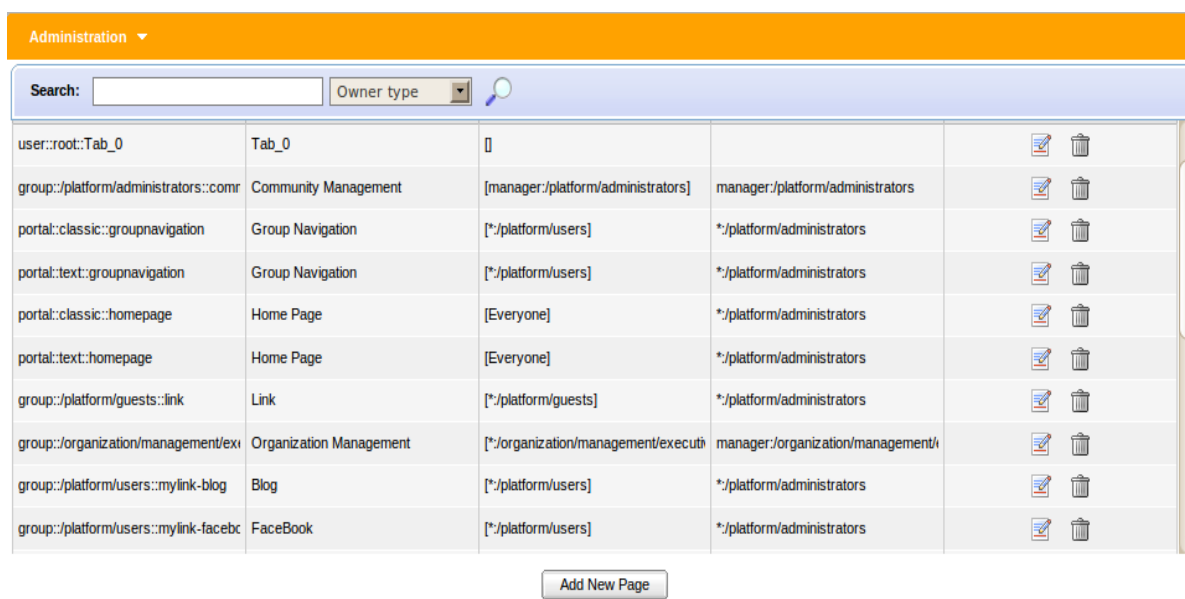 Administration
Search: Owner type
user::root::Tab_0 Tab_0 []
group::/platform/administrators::comm Community Management [manager:/platform/administrators] manager:/platform/administrators
portal::classic::groupnavigation Group Navigation [*:/platform/users] *:/platform/administrators
portal::text::groupnavigation Group Navigation [*:/platform/users] *:/platform/administrators
portal::classic::homepage Home Page [Everyone] *:/platform/administrators
portal::text::homepage Home Page [Everyone] *:/platform/administrators
group::/platform/guests::link Link [*:/platform/guests] *:/platform/administrators
group::/organization/management/exe Organization Management [*:/organization/management/executiv manager:/organization/management/e
group::/platform/users::mylink-blog Blog [*:/platform/users] *:/platform/administrators
group::/platform/users::mylink-facebo FaceBook [*:/platform/users] *:/platform/administrators
Add New Page